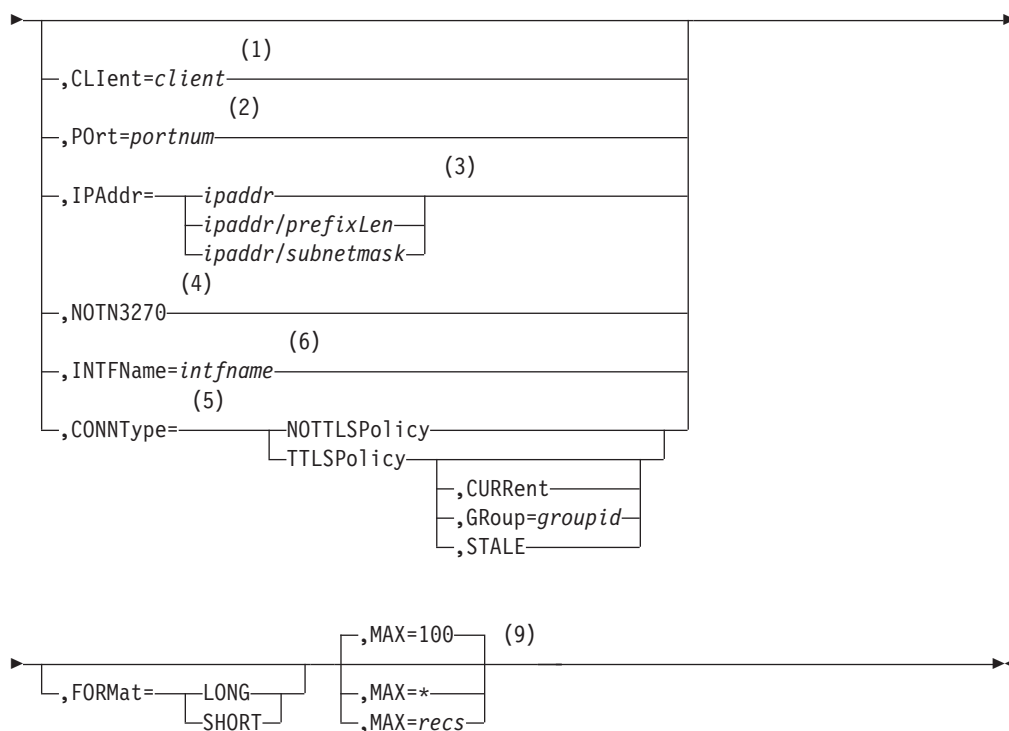 (1)
,CLIent=client
(2)
,POrt=portnum
(3)
,IPAddr= ipaddr
ipaddr/prefixLen
ipaddr/subnetmask
(4)
,NOTN3270
(6)
,INTFName=intfname
(5)
,CONNType= NOTTLSPolicy
TTLSPolicy
,CURRent
,GRoup=groupid
,STALE
,MAX=100 (9)
,FORMat= LONG ,MAX=*
SHORT ,MAX=recs